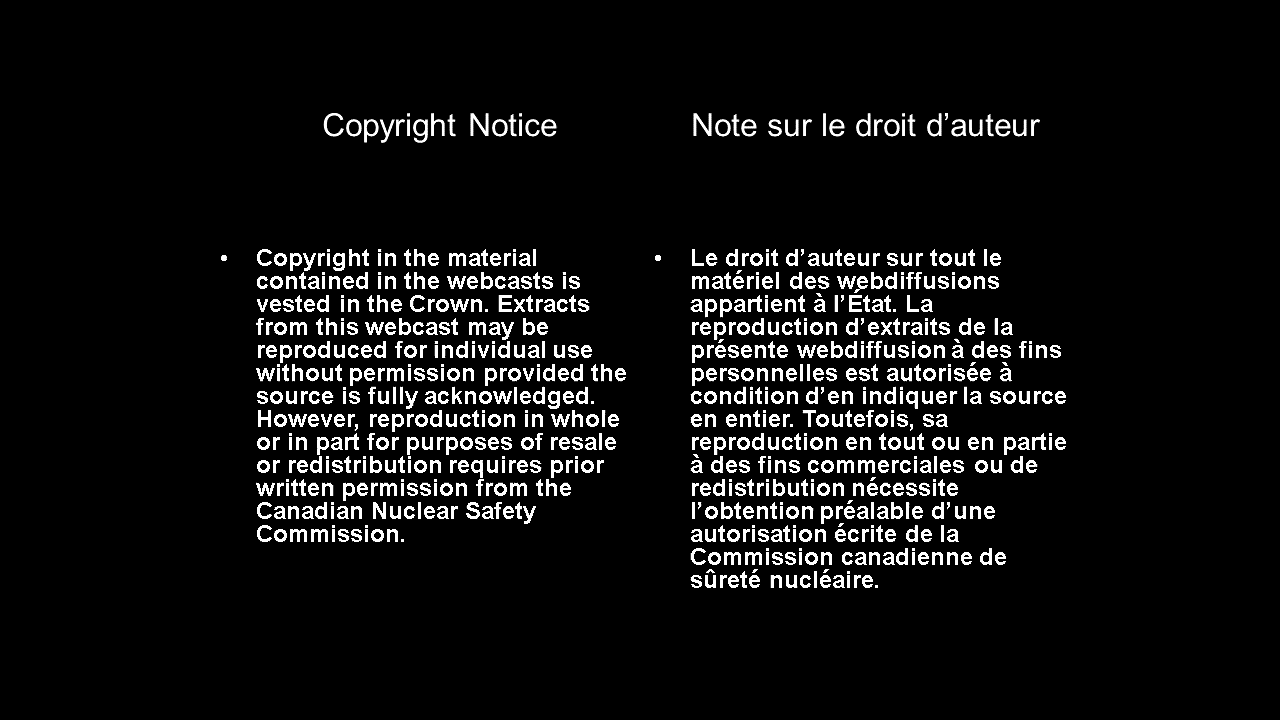 Copyright Notice
• Copyright in the material
contained in the webcasts is
vested in the Crown. Extracts
from this webcast may be
reproduced for individual use
without permission provided the
source is fully acknowledged.
However, reproduction in whole
or in part for purposes of resale
or redistribution requires prior
written permission from the
Canadian Nuclear Safety
Commission.
Note sur le droit d’auteur
• Le droit d’auteur sur tout le
matériel des webdiffusions
appartient à l’État. La
reproduction d’extraits de la
présente webdiffusion à des fins
personnelles est autorisée à
condition d’en indiquer la source
en entier. Toutefois, sa
reproduction en tout ou en partie
à des fins commerciales ou de
redistribution nécessite
l’obtention préalable d’une
autorisation écrite de la
Commission canadienne de
sûreté nucléaire.